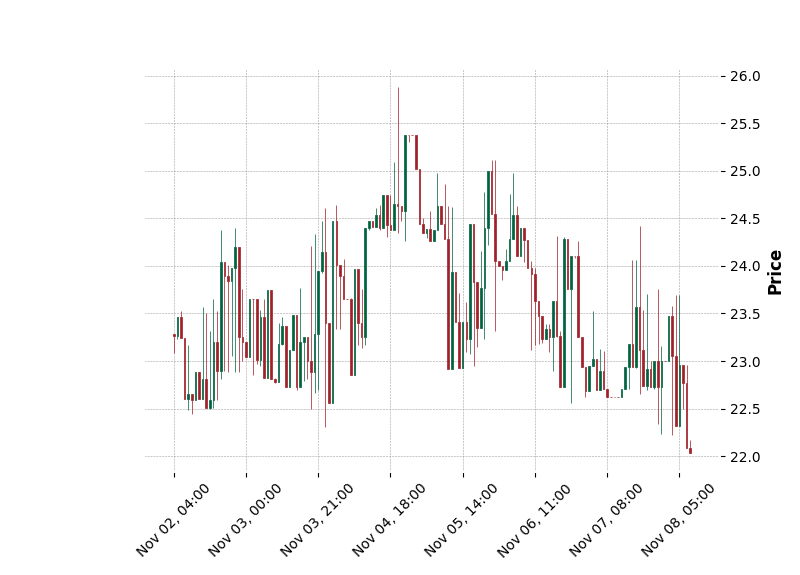 26.0
25.5
25.0
24.5
24.0
23.5
23.0
22.5
22.0
Price
Nov 02, 04:00
Nov 03, 00:00
Nov 03, 21:00
Nov 04, 18:00
Nov 05, 14:00
Nov 06, 11:00
Nov 07, 08:00
Nov 08, 05:00